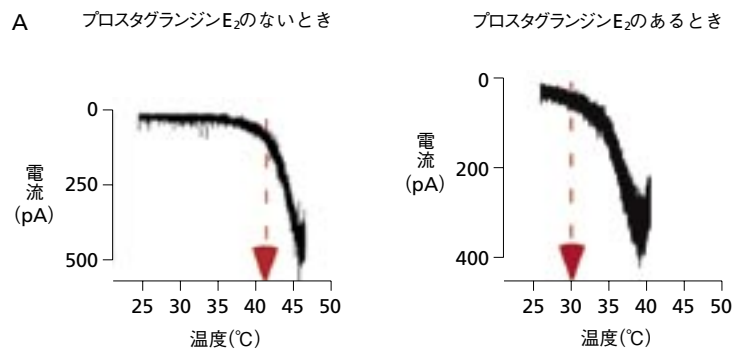 A
プロスタグランジンE₂のないとき
0
250
500
電流
(pA)
25 30 35 40 45 50
温度(℃)
プロスタグランジンE₂のあるとき
0
200
400
電流
(pA)
25 30 35 40 45 50
温度(℃)